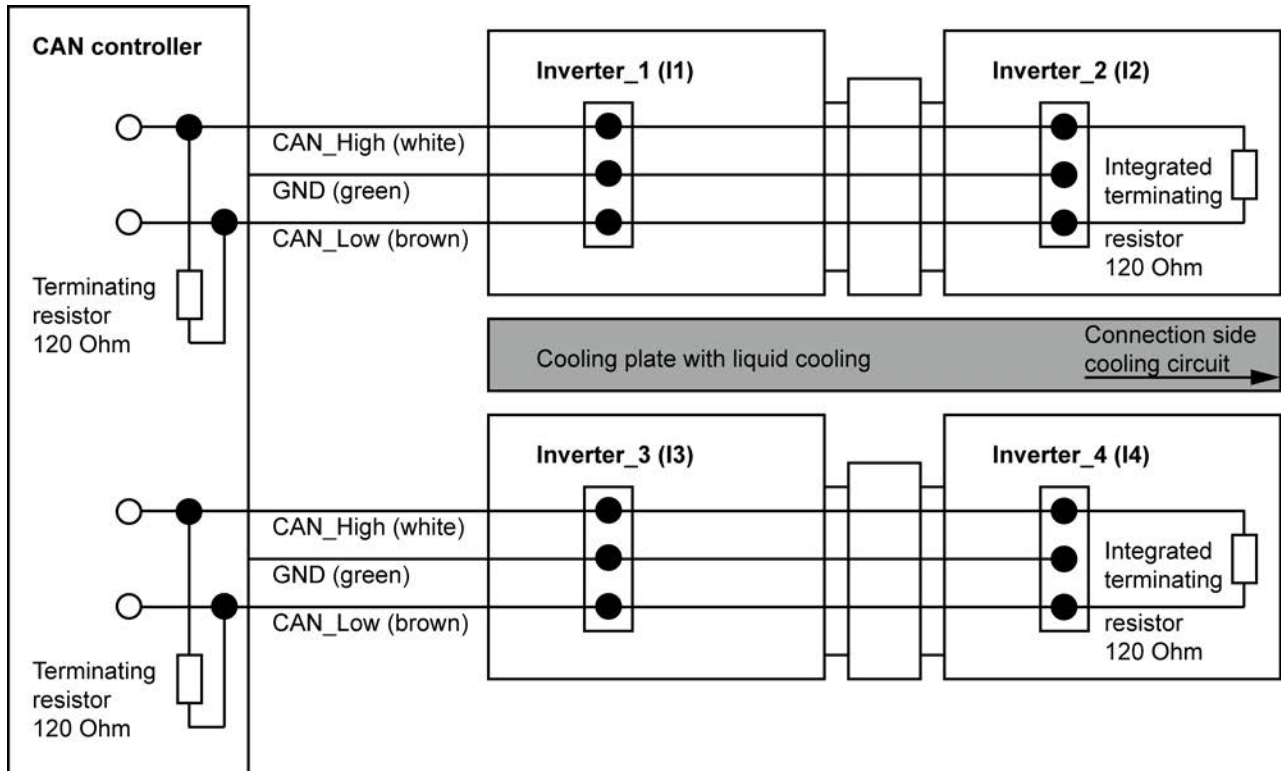 CAN controller
Inverter_1 (I1)
Inverter_2 (I2)
CAN_High (white)
GND (green)
CAN_Low (brown)
Integrated
terminating
resistor
120 Ohm
Terminating
resistor
120 Ohm
Cooling plate with liquid cooling
Connection side
cooling circuit
Inverter_3 (I3)
Inverter_4 (I4)
CAN_High (white)
GND (green)
CAN_Low (brown)
Integrated
terminating
resistor
120 Ohm
Terminating
resistor
120 Ohm